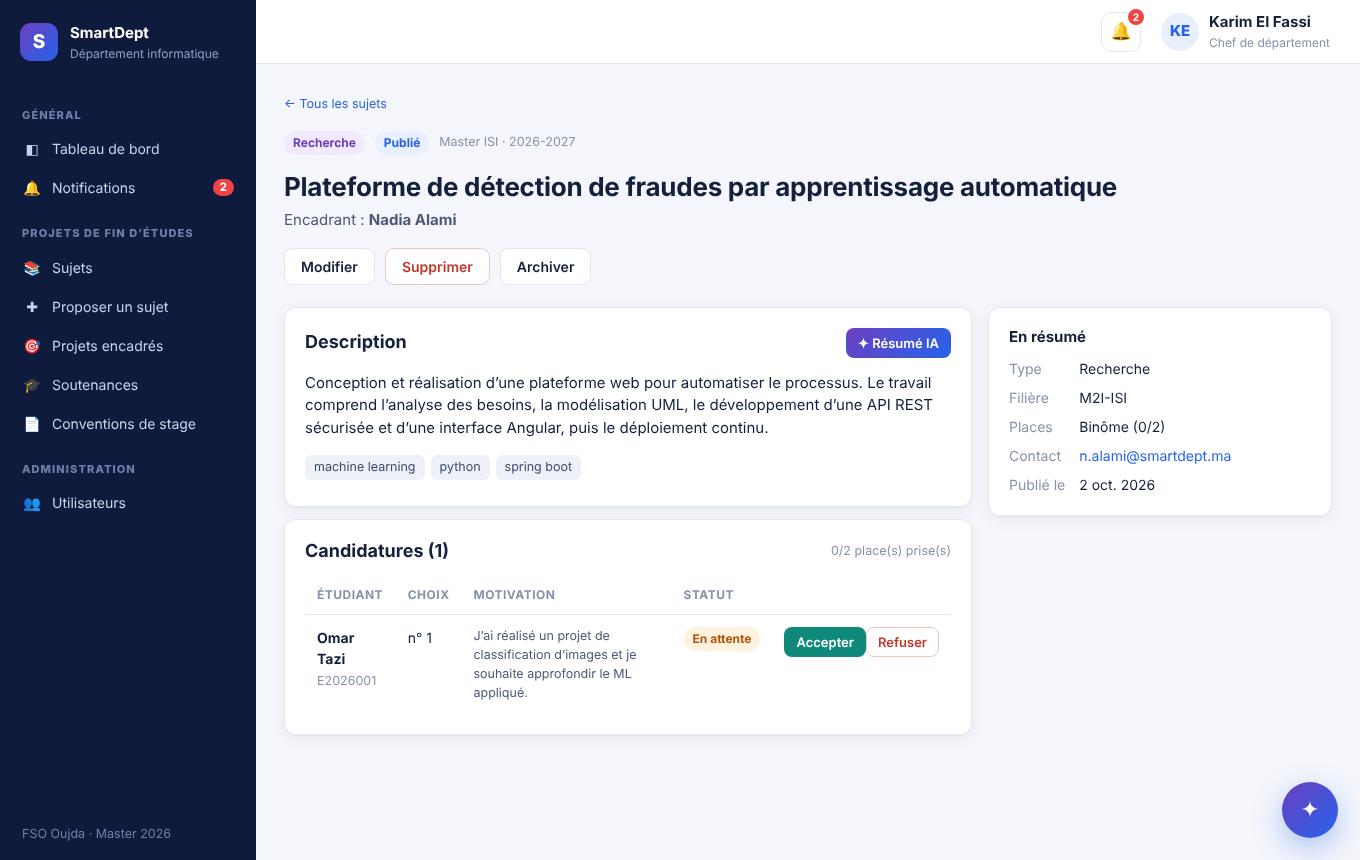 S
SmartDept
Département informatique
GÉNÉRAL
Tableau de bord
Notifications 2
PROJETS DE FIN D’ÉTUDES
Sujets
Proposer un sujet
Projets encadrés
Soutenances
Conventions de stage
ADMINISTRATION
Utilisateurs
FSO Oujda · Master 2026
2
KE
Karim El Fassi
Chef de département
← Tous les sujets
Recherche Publié Master ISI · 2026-2027
Plateforme de détection de fraudes par apprentissage automatique
Encadrant : Nadia Alami
Modifier Supprimer Archiver
Description
✦ Résumé IA
Conception et réalisation d’une plateforme web pour automatiser le processus. Le travail
comprend l’analyse des besoins, la modélisation UML, le développement d’une API REST
sécurisée et d’une interface Angular, puis le déploiement continu.
machine learning python spring boot
Candidatures (1)
0/2 place(s) prise(s)
ÉTUDIANT CHOIX MOTIVATION STATUT
Omar
Tazi
E2026001
n° 1
J’ai réalisé un projet de
classification d’images et je
souhaite approfondir le ML
appliqué.
En attente
Accepter Refuser
En résumé
Type Recherche
Filière M2I-ISI
Places Binôme (0/2)
Contact n.alami@smartdept.ma
Publié le 2 oct. 2026